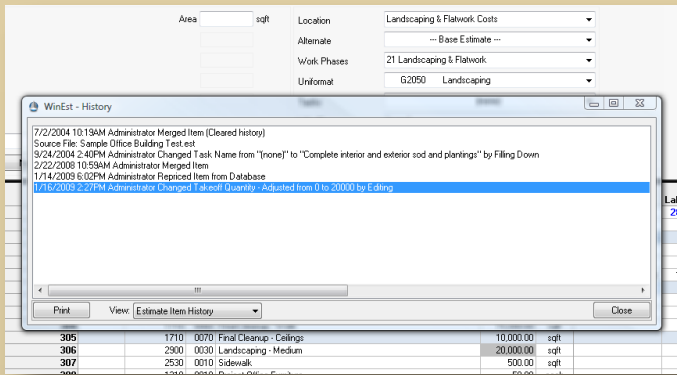 Area sqft Location Landscaping & Flatwork Costs
Alternate --- Base Estimate ---
Work Phases 21 Landscaping & Flatwork
Uniformat G2050 Landscaping
WinEst - History
7/2/2004 10:19AM Administrator Merged Item (Cleared history)
Source File: Sample Office Building Test.est
9/24/2004 2:40PM Administrator Changed Task Name from "(none)" to "Complete interior and exterior sod and plantings" by Filling Down
2/22/2008 10:59AM Administrator Merged Item
1/14/2009 6:02PM Administrator Repriced Item from Database
1/16/2009 2:27PM Administrator Changed Takeoff Quantity - Adjusted from 0 to 20000 by Editing
Print View: Estimate Item History Close
305 1710 0070 Final Cleanup - Ceilings 10,000.00 sqft
306 2900 0030 Landscaping - Medium 20,000.00 sqft
307 2530 0010 Sidewalk 500.00 sqft